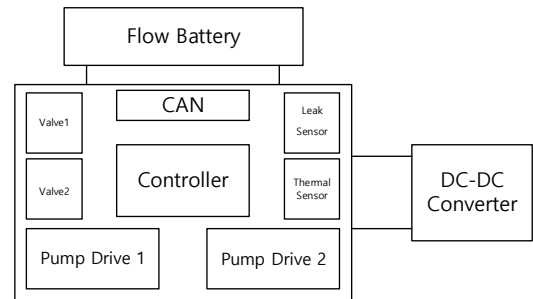 Flow Battery
CAN
Valve1
Leak
Sensor
Controller
Valve2
Thermal
Sensor
DC-DC
Converter
Pump Drive 1
Pump Drive 2